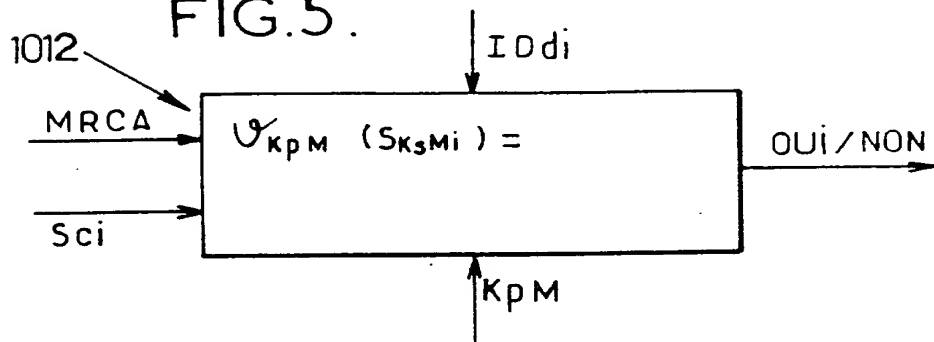 FIG.5.
1012
IDdi
MRCA
𝒱KpM (SKsMi) =
OUi/NON
Sci
KpM